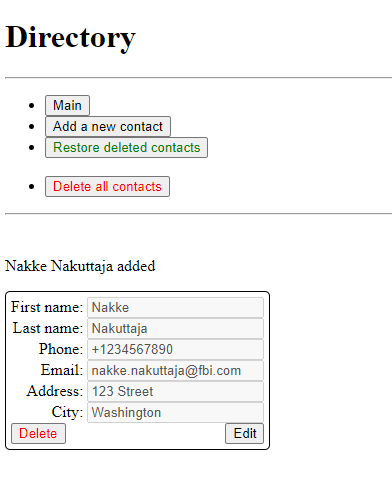 Directory
Main
Add a new contact
Restore deleted contacts
Delete all contacts
Nakke Nakuttaja added
First name: Nakke
Last name: Nakuttaja
Phone: +1234567890
Email: nakke.nakuttaja@fbi.com
Address: 123 Street
City: Washington
Delete Edit